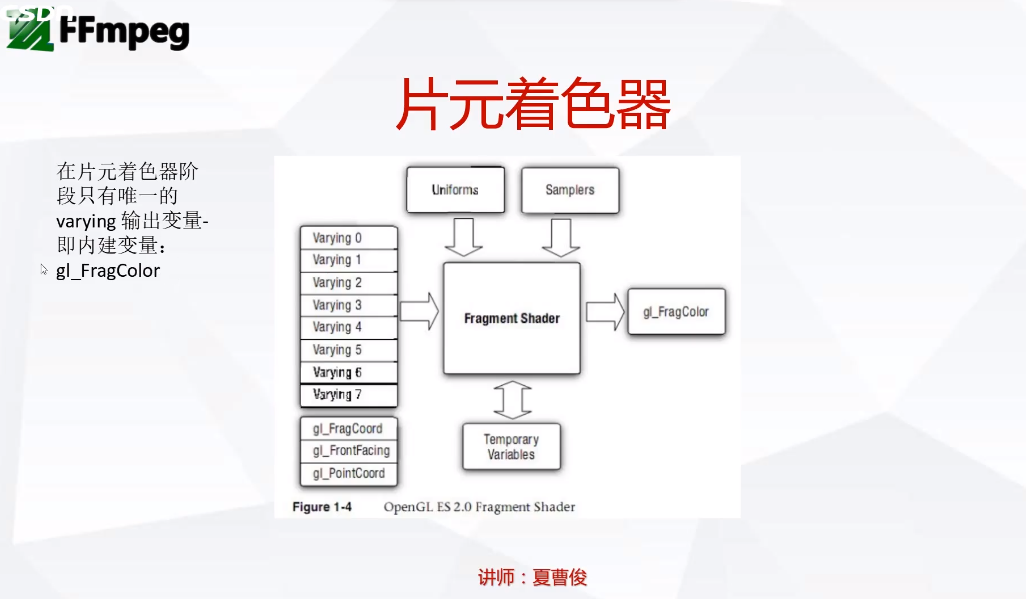 FFmpeg
片元着色器
在片元着色器阶
段只有唯一的
varying 输出变量-
即内建变量：
gl_FragColor
Uniforms
Samplers
Varying 0
Varying 1
Varying 2
Varying 3
Varying 4
Varying 5
Varying 6
Varying 7
gl_FragCoord
gl_FrontFacing
gl_PointCoord
Fragment Shader
gl_FragColor
Temporary
Variables
Figure 1-4 OpenGL ES 2.0 Fragment Shader
讲师：夏曹俊